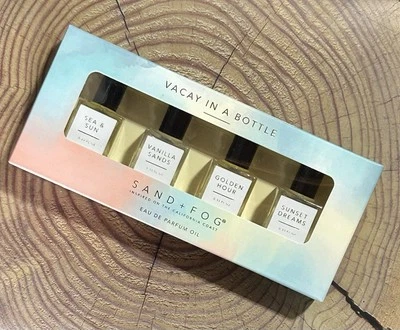 VACAY IN A BOTTLE
SEA &
SUN
VANILLA
SANDS
GOLDEN
HOUR
SUNSET
DREAMS
SAND + FOG®
INSPIRED ON THE CALIFORNIA COAST
EAU DE PARFUM OIL